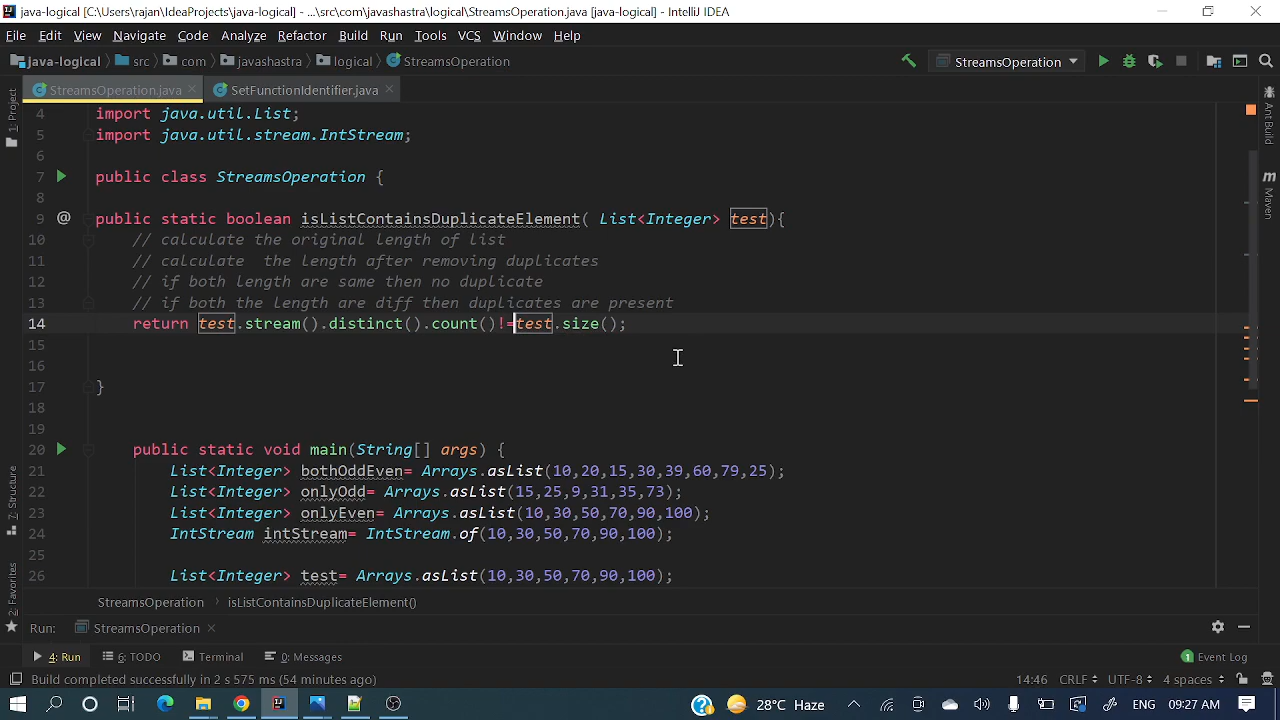 java-logical [C:\Users\rajan\IdeaProjects\java-logical] - ...\src\com\javashastra\logical\StreamsOperation.java [java-logical] - IntelliJ IDEA
File Edit View Navigate Code Analyze Refactor Build Run Tools VCS Window Help
java-logical src com javashastra logical StreamsOperation StreamsOperation
StreamsOperation.java SetFunctionIdentifier.java
1: Project
Ant Build
Maven
Z: Structure
2: Favorites
4 import java.util.List;
5 import java.util.stream.IntStream;
6
7 public class StreamsOperation {
8
9 @ public static boolean isListContainsDuplicateElement( List<Integer> test){
10 // calculate the original length of list
11 // calculate  the Length after removing duplicates
12 // if both length are same then no duplicate
13 // if both the length are diff then duplicates are present
14 return test.stream().distinct().count()!=test.size();
15
16
17 }
18
19
20 public static void main(String[] args) {
21 List<Integer> bothOddEven= Arrays.asList(10,20,15,30,39,60,79,25);
22 List<Integer> onlyOdd= Arrays.asList(15,25,9,31,35,73);
23 List<Integer> onlyEven= Arrays.asList(10,30,50,70,90,100);
24 IntStream intStream= IntStream.of(10,30,50,70,90,100);
25
26 List<Integer> test= Arrays.asList(10,30,50,70,90,100);
StreamsOperation isListContainsDuplicateElement()
Run: StreamsOperation
4: Run 6: TODO Terminal 0: Messages 1 Event Log
Build completed successfully in 2 s 575 ms (54 minutes ago) 14:46 CRLF UTF-8 4 spaces
28°C Haze ENG 09:27 AM